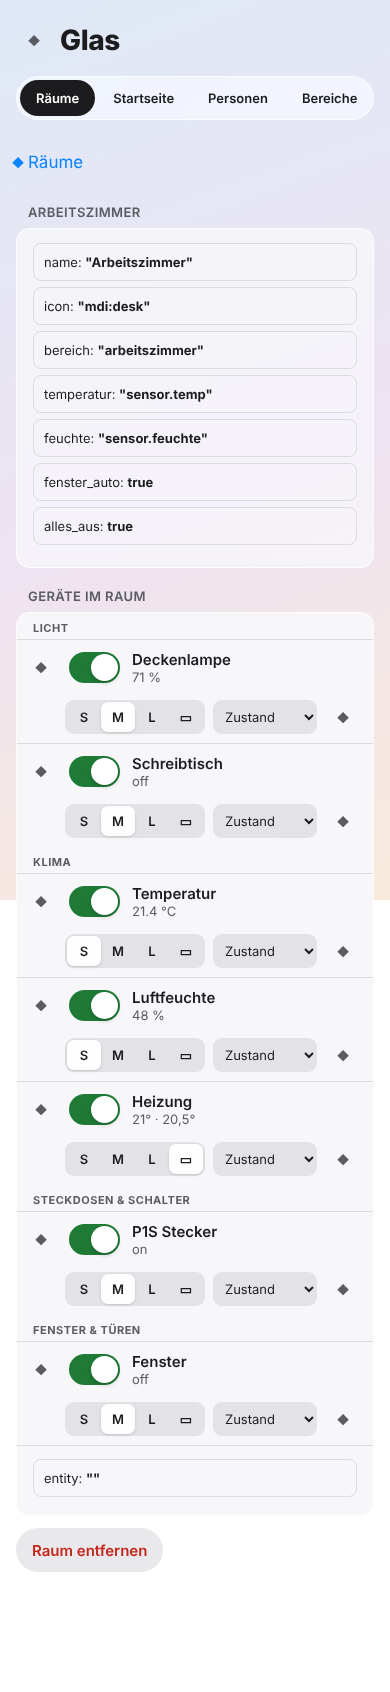 Glas
Räume Startseite Personen Bereiche
Räume
ARBEITSZIMMER
name: "Arbeitszimmer"
icon: "mdi:desk"
bereich: "arbeitszimmer"
temperatur: "sensor.temp"
feuchte: "sensor.feuchte"
fenster_auto: true
alles_aus: true
GERÄTE IM RAUM
LICHT
Deckenlampe
71 %
S M L ▭ Zustand
Schreibtisch
off
S M L ▭ Zustand
KLIMA
Temperatur
21.4 °C
S M L ▭ Zustand
Luftfeuchte
48 %
S M L ▭ Zustand
Heizung
21° · 20,5°
S M L ▭ Zustand
STECKDOSEN & SCHALTER
P1S Stecker
on
S M L ▭ Zustand
FENSTER & TÜREN
Fenster
off
S M L ▭ Zustand
entity: ""
Raum entfernen